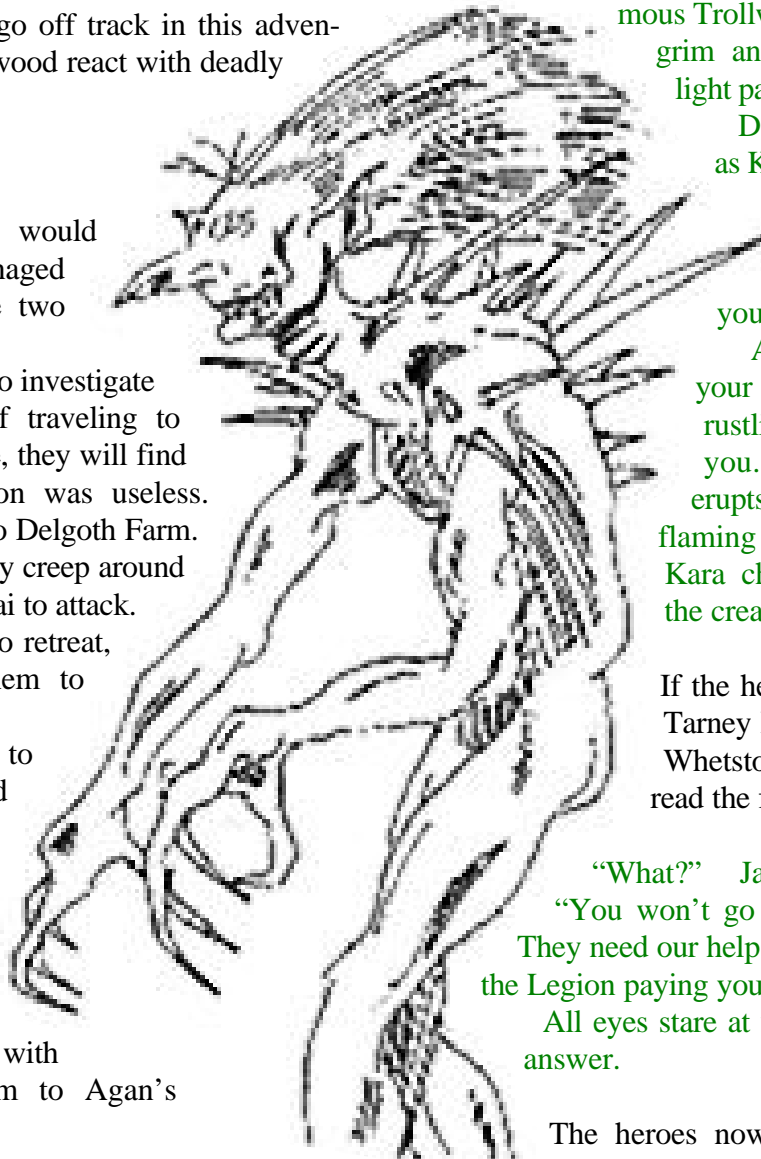 go off track in this adven-
wood react with deadly
would
naged
two
o investigate
f traveling to
, they will find
on was useless.
o Delgoth Farm.
y creep around
ai to attack.
o retreat,
em to
to
with
m to Agan’s
mous Trollw
grim an
light pa
D
as K
you
A
your
rustli
you.
erupts
flaming
Kara ch
the crea
If the he
Tarney
Whetsto
read the f
“What?” Ja
“You won’t go
They need our help
the Legion paying you
All eyes stare at
answer.
The heroes now